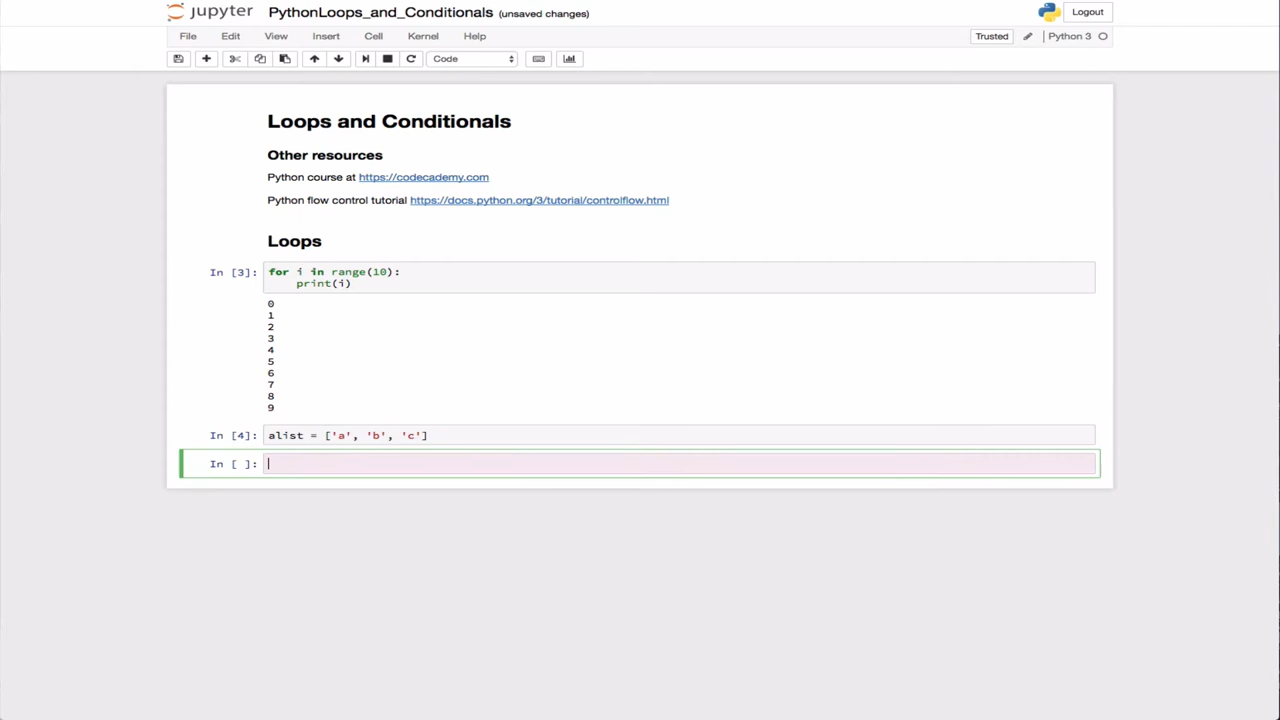 jupyter PythonLoops_and_Conditionals (unsaved changes) Logout
File Edit View Insert Cell Kernel Help Trusted Python 3
Code
Loops and Conditionals
Other resources
Python course at https://codecademy.com
Python flow control tutorial https://docs.python.org/3/tutorial/controlflow.html
Loops
In [3]: for i in range(10):
print(i)
0
1
2
3
4
5
6
7
8
9
In [4]: alist = ['a', 'b', 'c']
In [ ]: